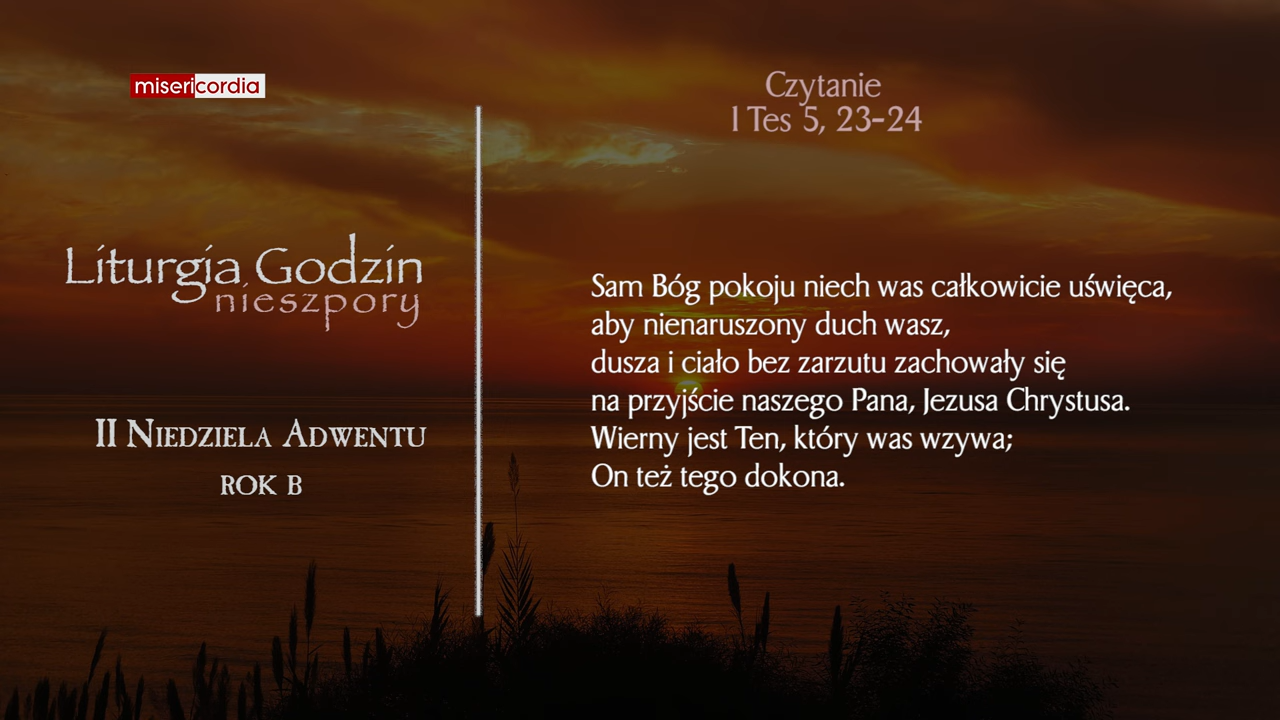 misericordia
Liturgia Godzin
nieszpory
II Niedziela Adwentu
rok B
Czytanie
1 Tes 5, 23-24
Sam Bóg pokoju niech was całkowicie uświęca,
aby nienaruszony duch wasz,
dusza i ciało bez zarzutu zachowały się
na przyjście naszego Pana, Jezusa Chrystusa.
Wierny jest Ten, który was wzywa;
On też tego dokona.